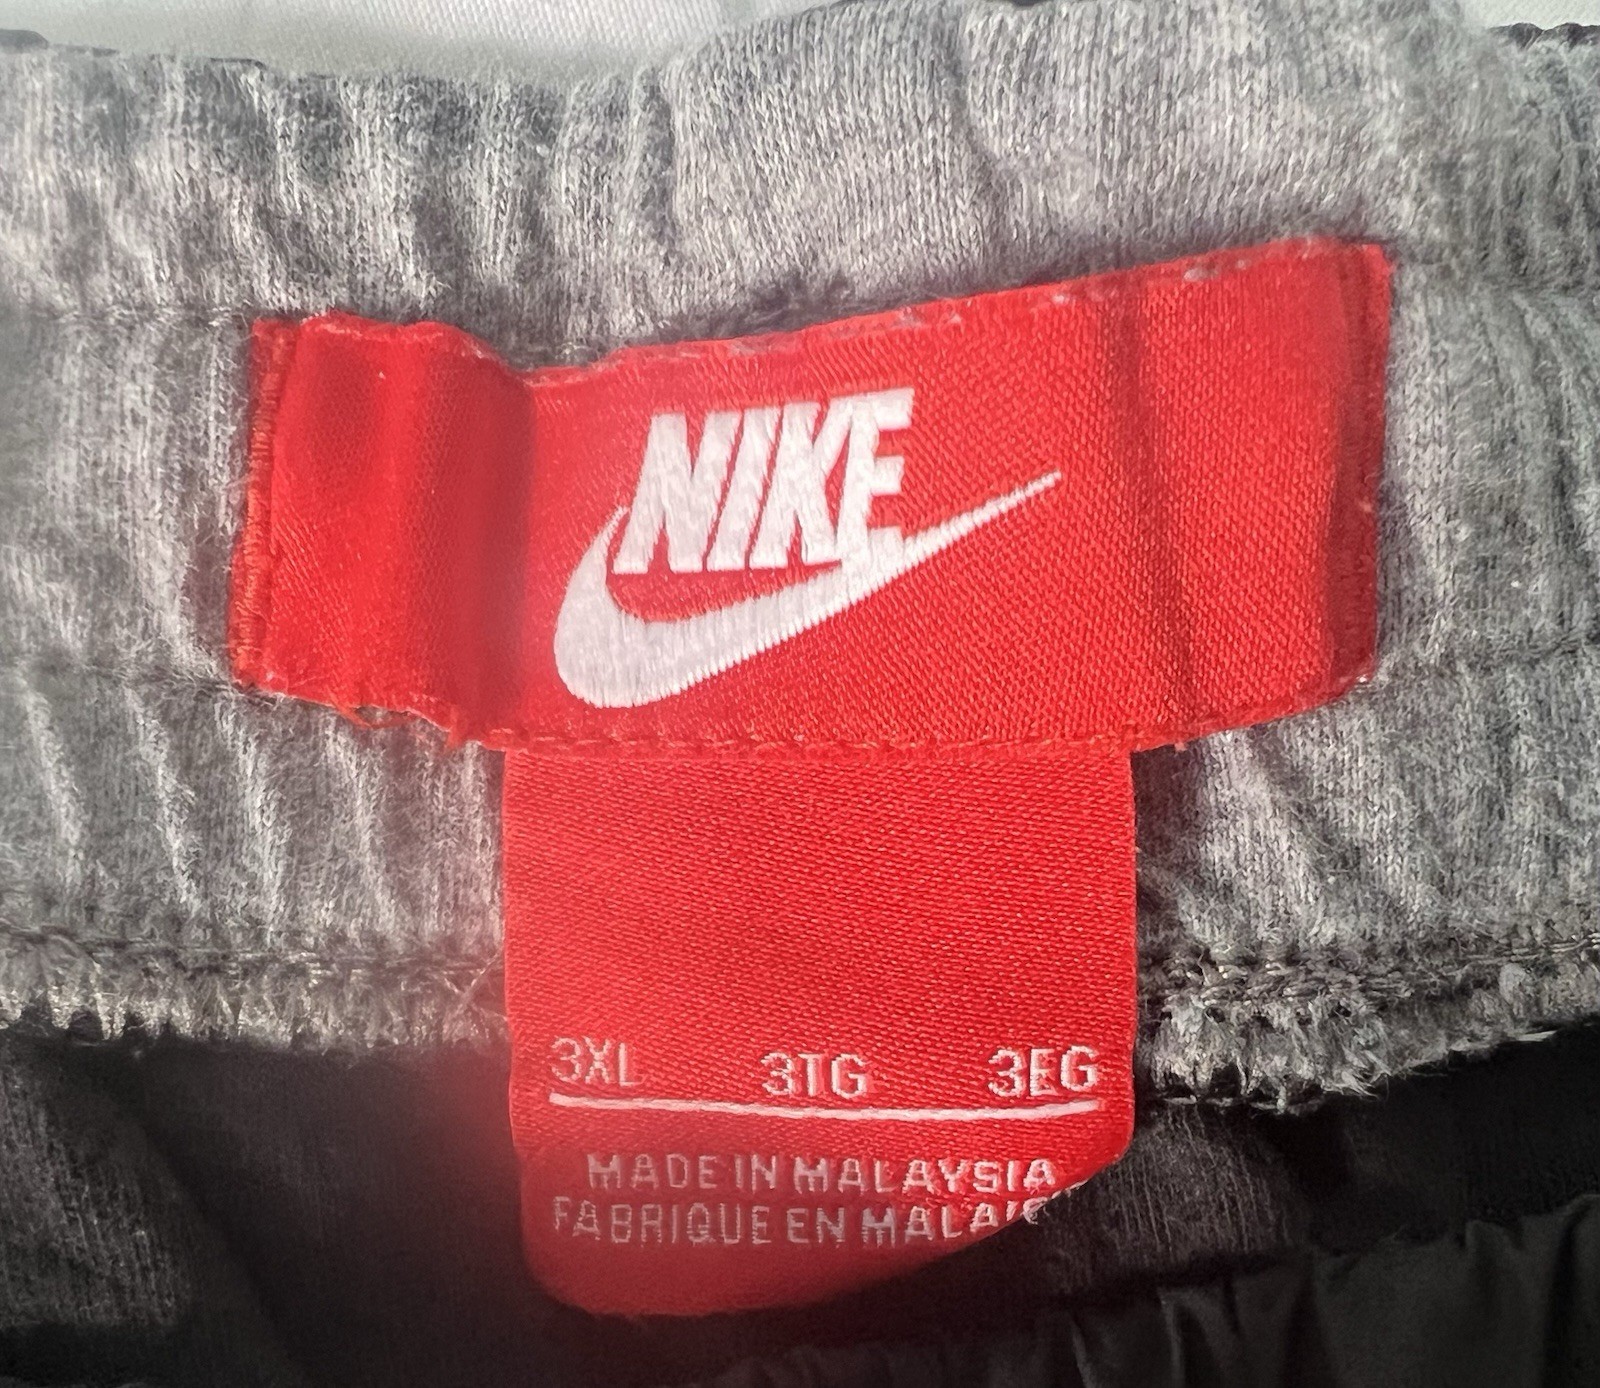 NIKE
3XL 3TG 3EG
MADE IN MALAYSIA
FABRIQUE EN